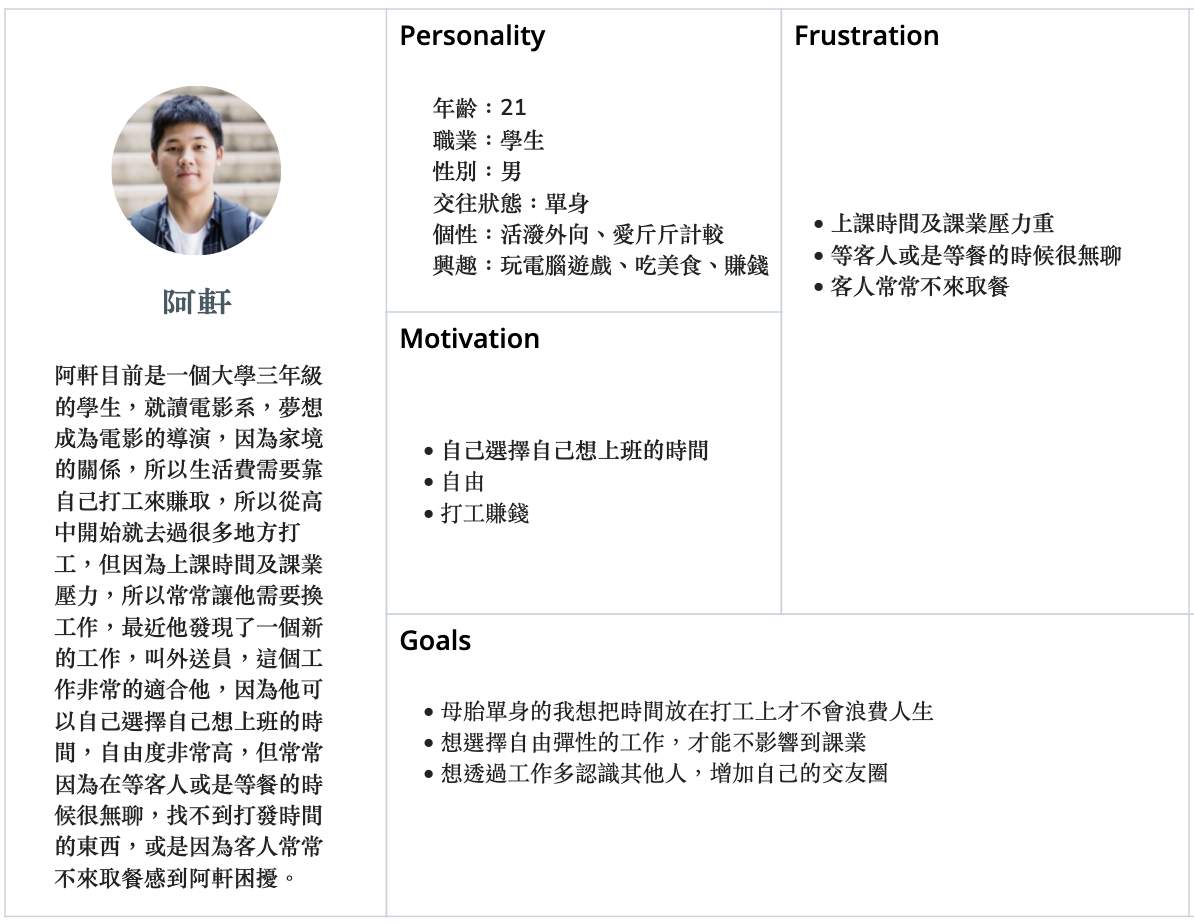 阿軒
阿軒目前是一個大學三年級
的學生，就讀電影系，夢想
成為電影的導演，因為家境
的關係，所以生活費需要靠
自己打工來賺取，所以從高
中開始就去過很多地方打
工，但因為上課時間及課業
壓力，所以常常讓他需要換
工作，最近他發現了一個新
的工作，叫外送員，這個工
作非常的適合他，因為他可
以自己選擇自己想上班的時
間，自由度非常高，但常常
因為在等客人或是等餐的時
候很無聊，找不到打發時間
的東西，或是因為客人常常
不來取餐感到阿軒困擾。
Personality
年齡：21
職業：學生
性別：男
交往狀態：單身
個性：活潑外向、愛斤斤計較
興趣：玩電腦遊戲、吃美食、賺錢
Motivation
• 自己選擇自己想上班的時間
• 自由
• 打工賺錢
Frustration
• 上課時間及課業壓力重
• 等客人或是等餐的時候很無聊
• 客人常常不來取餐
Goals
• 母胎單身的我想把時間放在打工上才不會浪費人生
• 想選擇自由彈性的工作，才能不影響到課業
• 想透過工作多認識其他人，增加自己的交友圈